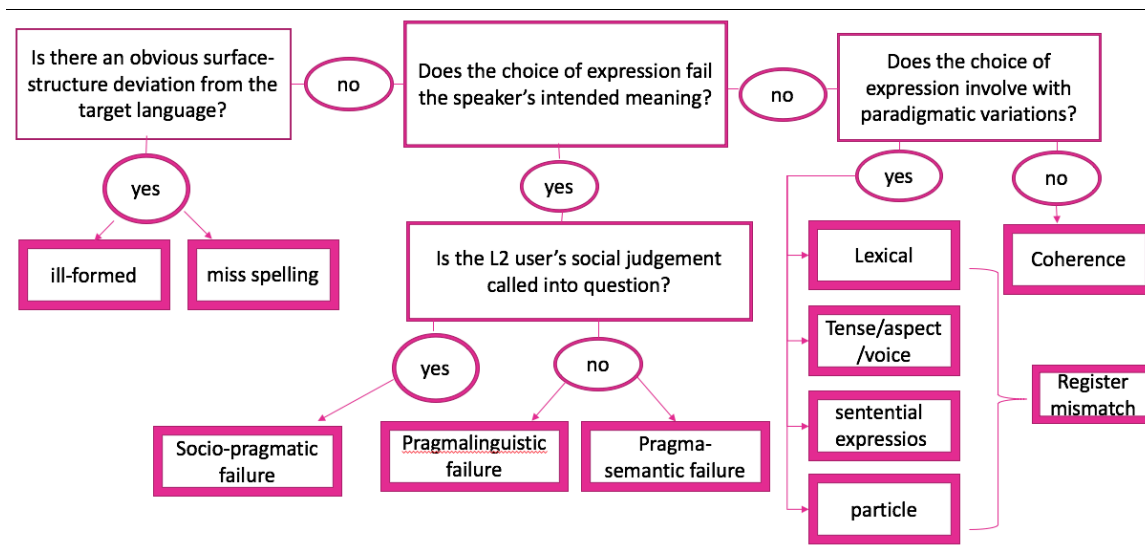 Is there an obvious surface-
structure deviation from the
target language?
no
Does the choice of expression fail
the speaker's intended meaning?
no
Does the choice of
expression involve with
paradigmatic variations?
yes
yes
yes
no
ill-formed
miss spelling
Is the L2 user's social judgement
called into question?
Lexical
Coherence
Tense/aspect
/voice
yes
no
Register
mismatch
sentential
expressios
Socio-pragmatic
failure
Pragmalinguistic
failure
Pragma-
semantic failure
particle